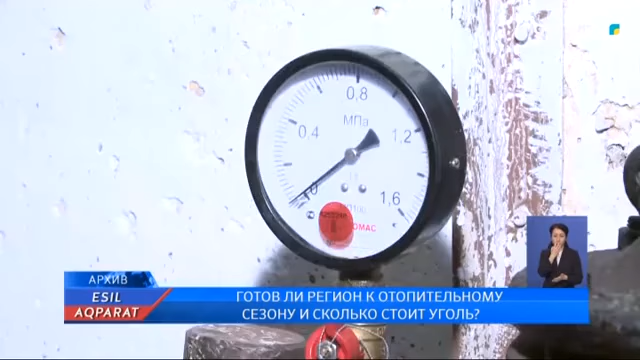 0,8
МПа
0,4
1,2
0
1,6
АРХИВ
ESIL
AQPARAT
ГОТОВ ЛИ РЕГИОН К ОТОПИТЕЛЬНОМУ
СЕЗОНУ И СКОЛЬКО СТОИТ УГОЛЬ?